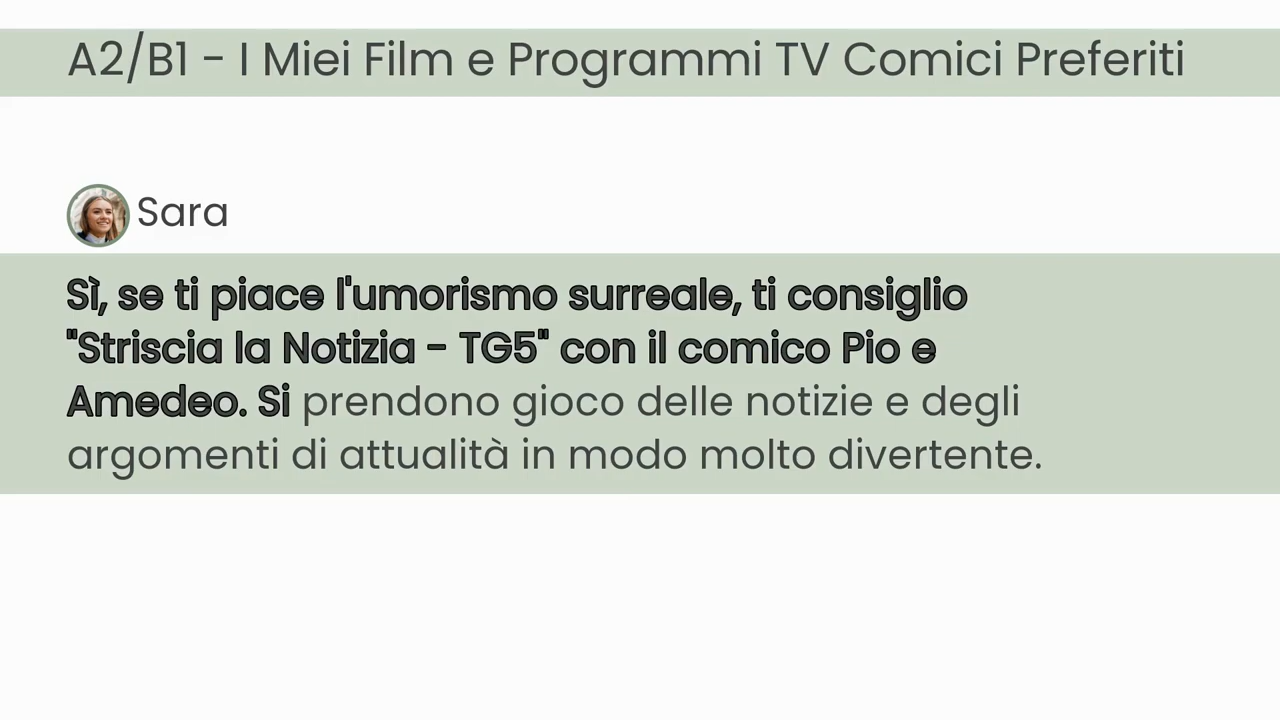 A2/B1 - I Miei Film e Programmi TV Comici Preferiti
Sara
Sì, se ti piace l'umorismo surreale, ti consiglio
"Striscia la Notizia - TG5" con il comico Pio e
Amedeo. Si prendono gioco delle notizie e degli
argomenti di attualità in modo molto divertente.